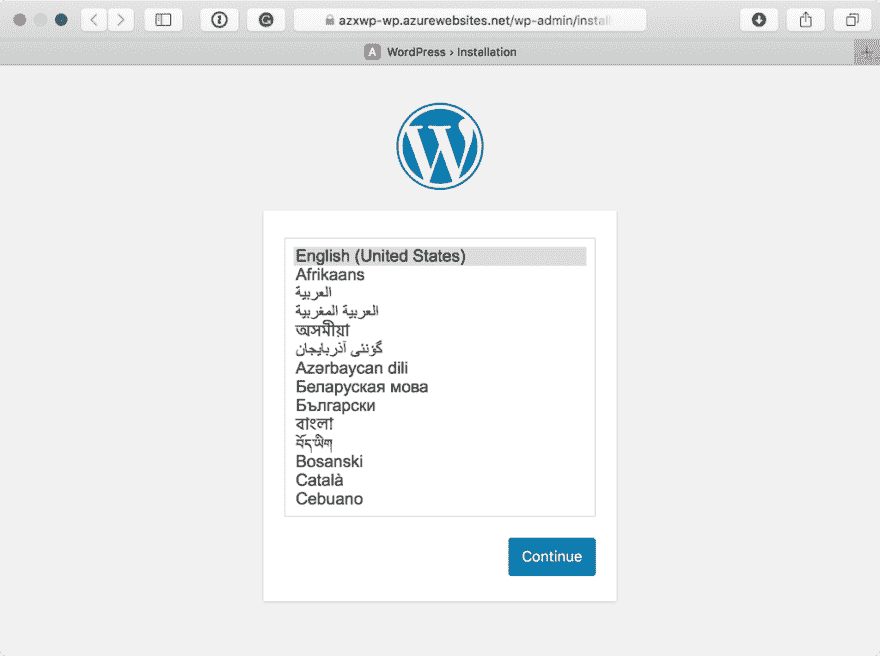 azxwp-wp.azurewebsites.net/wp-admin/instal
A WordPress › Installation
English (United States)
Afrikaans
العربية
العربية المغربية
অসমীয়া
گؤنئی آذربایجان
Azərbaycan dili
Беларуская мова
Български
বাংলা
བོད་ཡིག
Bosanski
Català
Cebuano
Continue